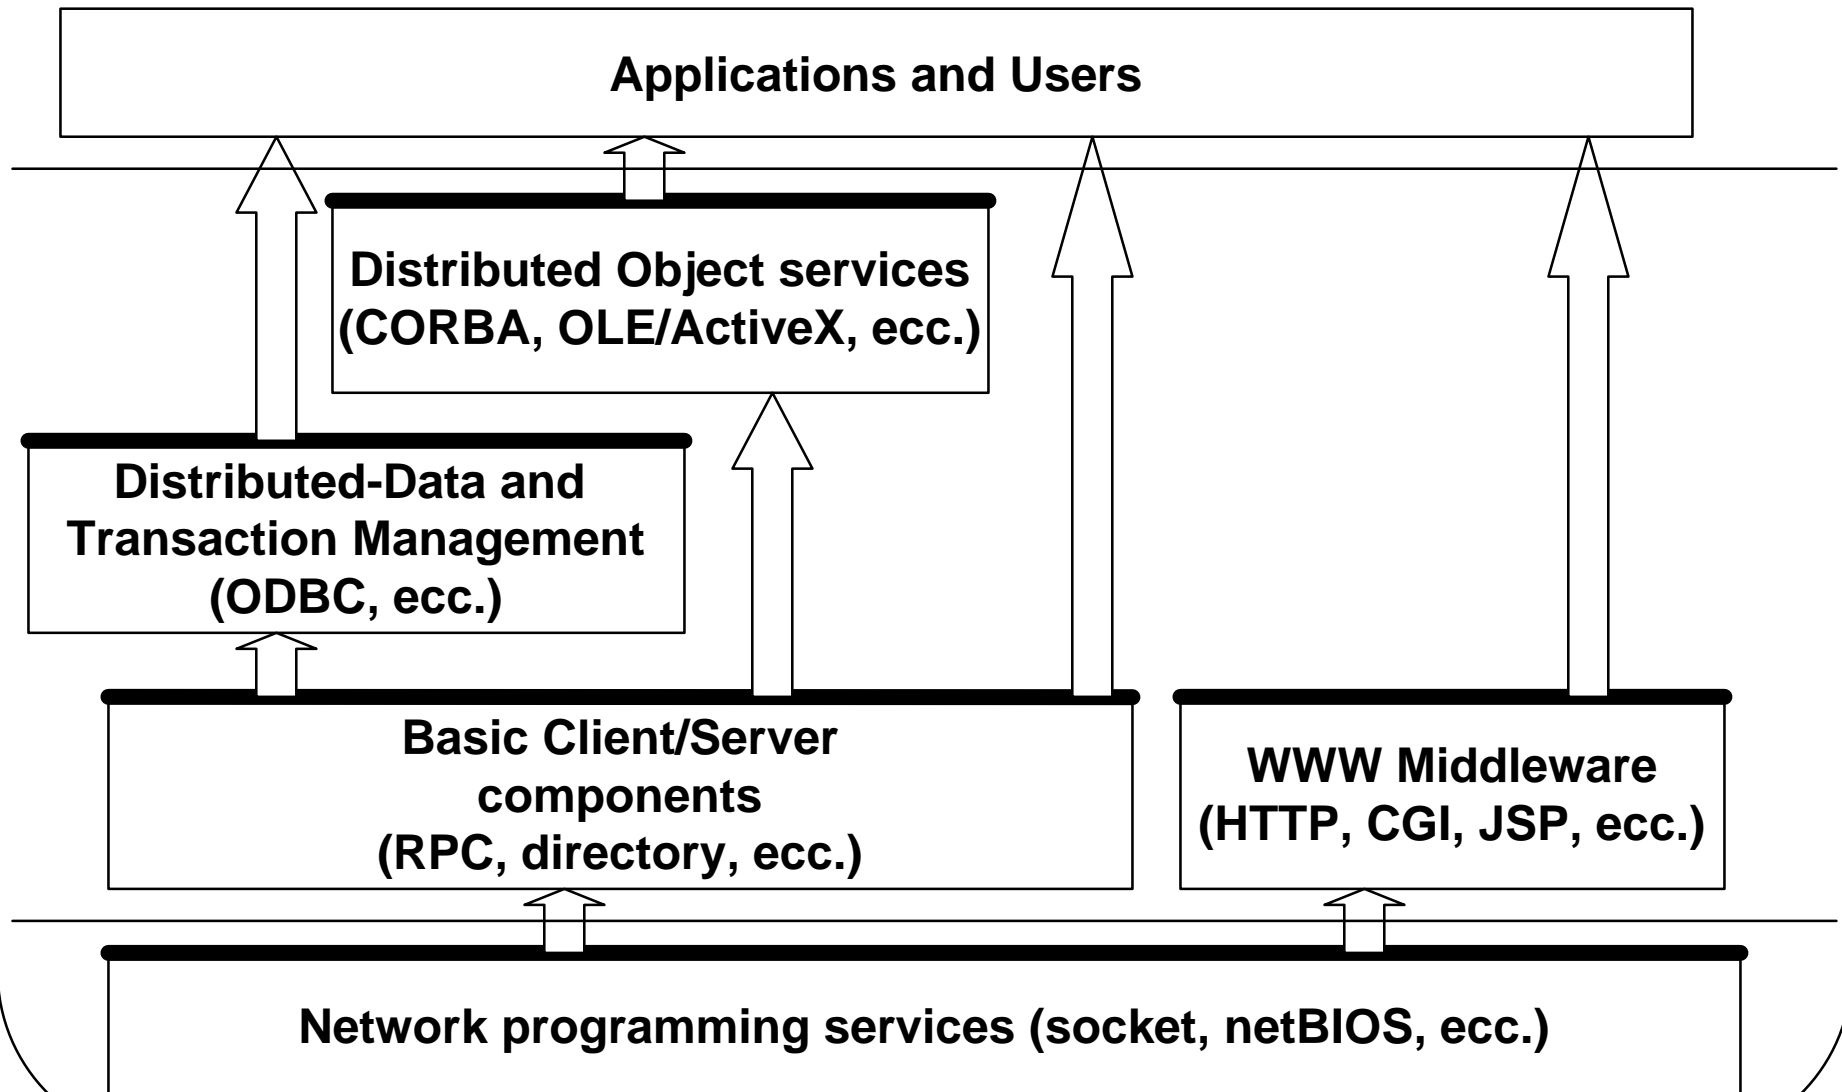 Applications and Users
Distributed Object services
(CORBA, OLE/ActiveX, ecc.)
Distributed-Data and
Transaction Management
(ODBC, ecc.)
Basic Client/Server
components
(RPC, directory, ecc.)
WWW Middleware
(HTTP, CGI, JSP, ecc.)
Network programming services (socket, netBIOS, ecc.)